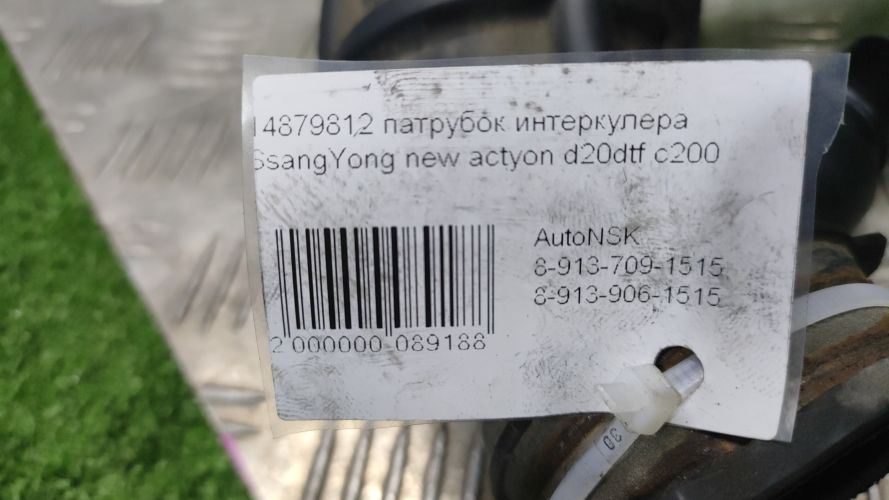 14879812 патрубок интеркулера
SsangYong new actyon d20dtf c200
AutoNSK
8-913-709-1515
8-913-906-1515
2 000000 089188
30